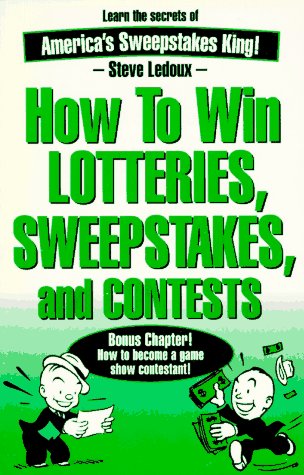 Learn the secrets of
America's Sweepstakes King!
– Steve Ledoux –
How To Win
LOTTERIES,
SWEEPSTAKES,
and CONTESTS
Bonus Chapter!
How to become a game
show contestant!